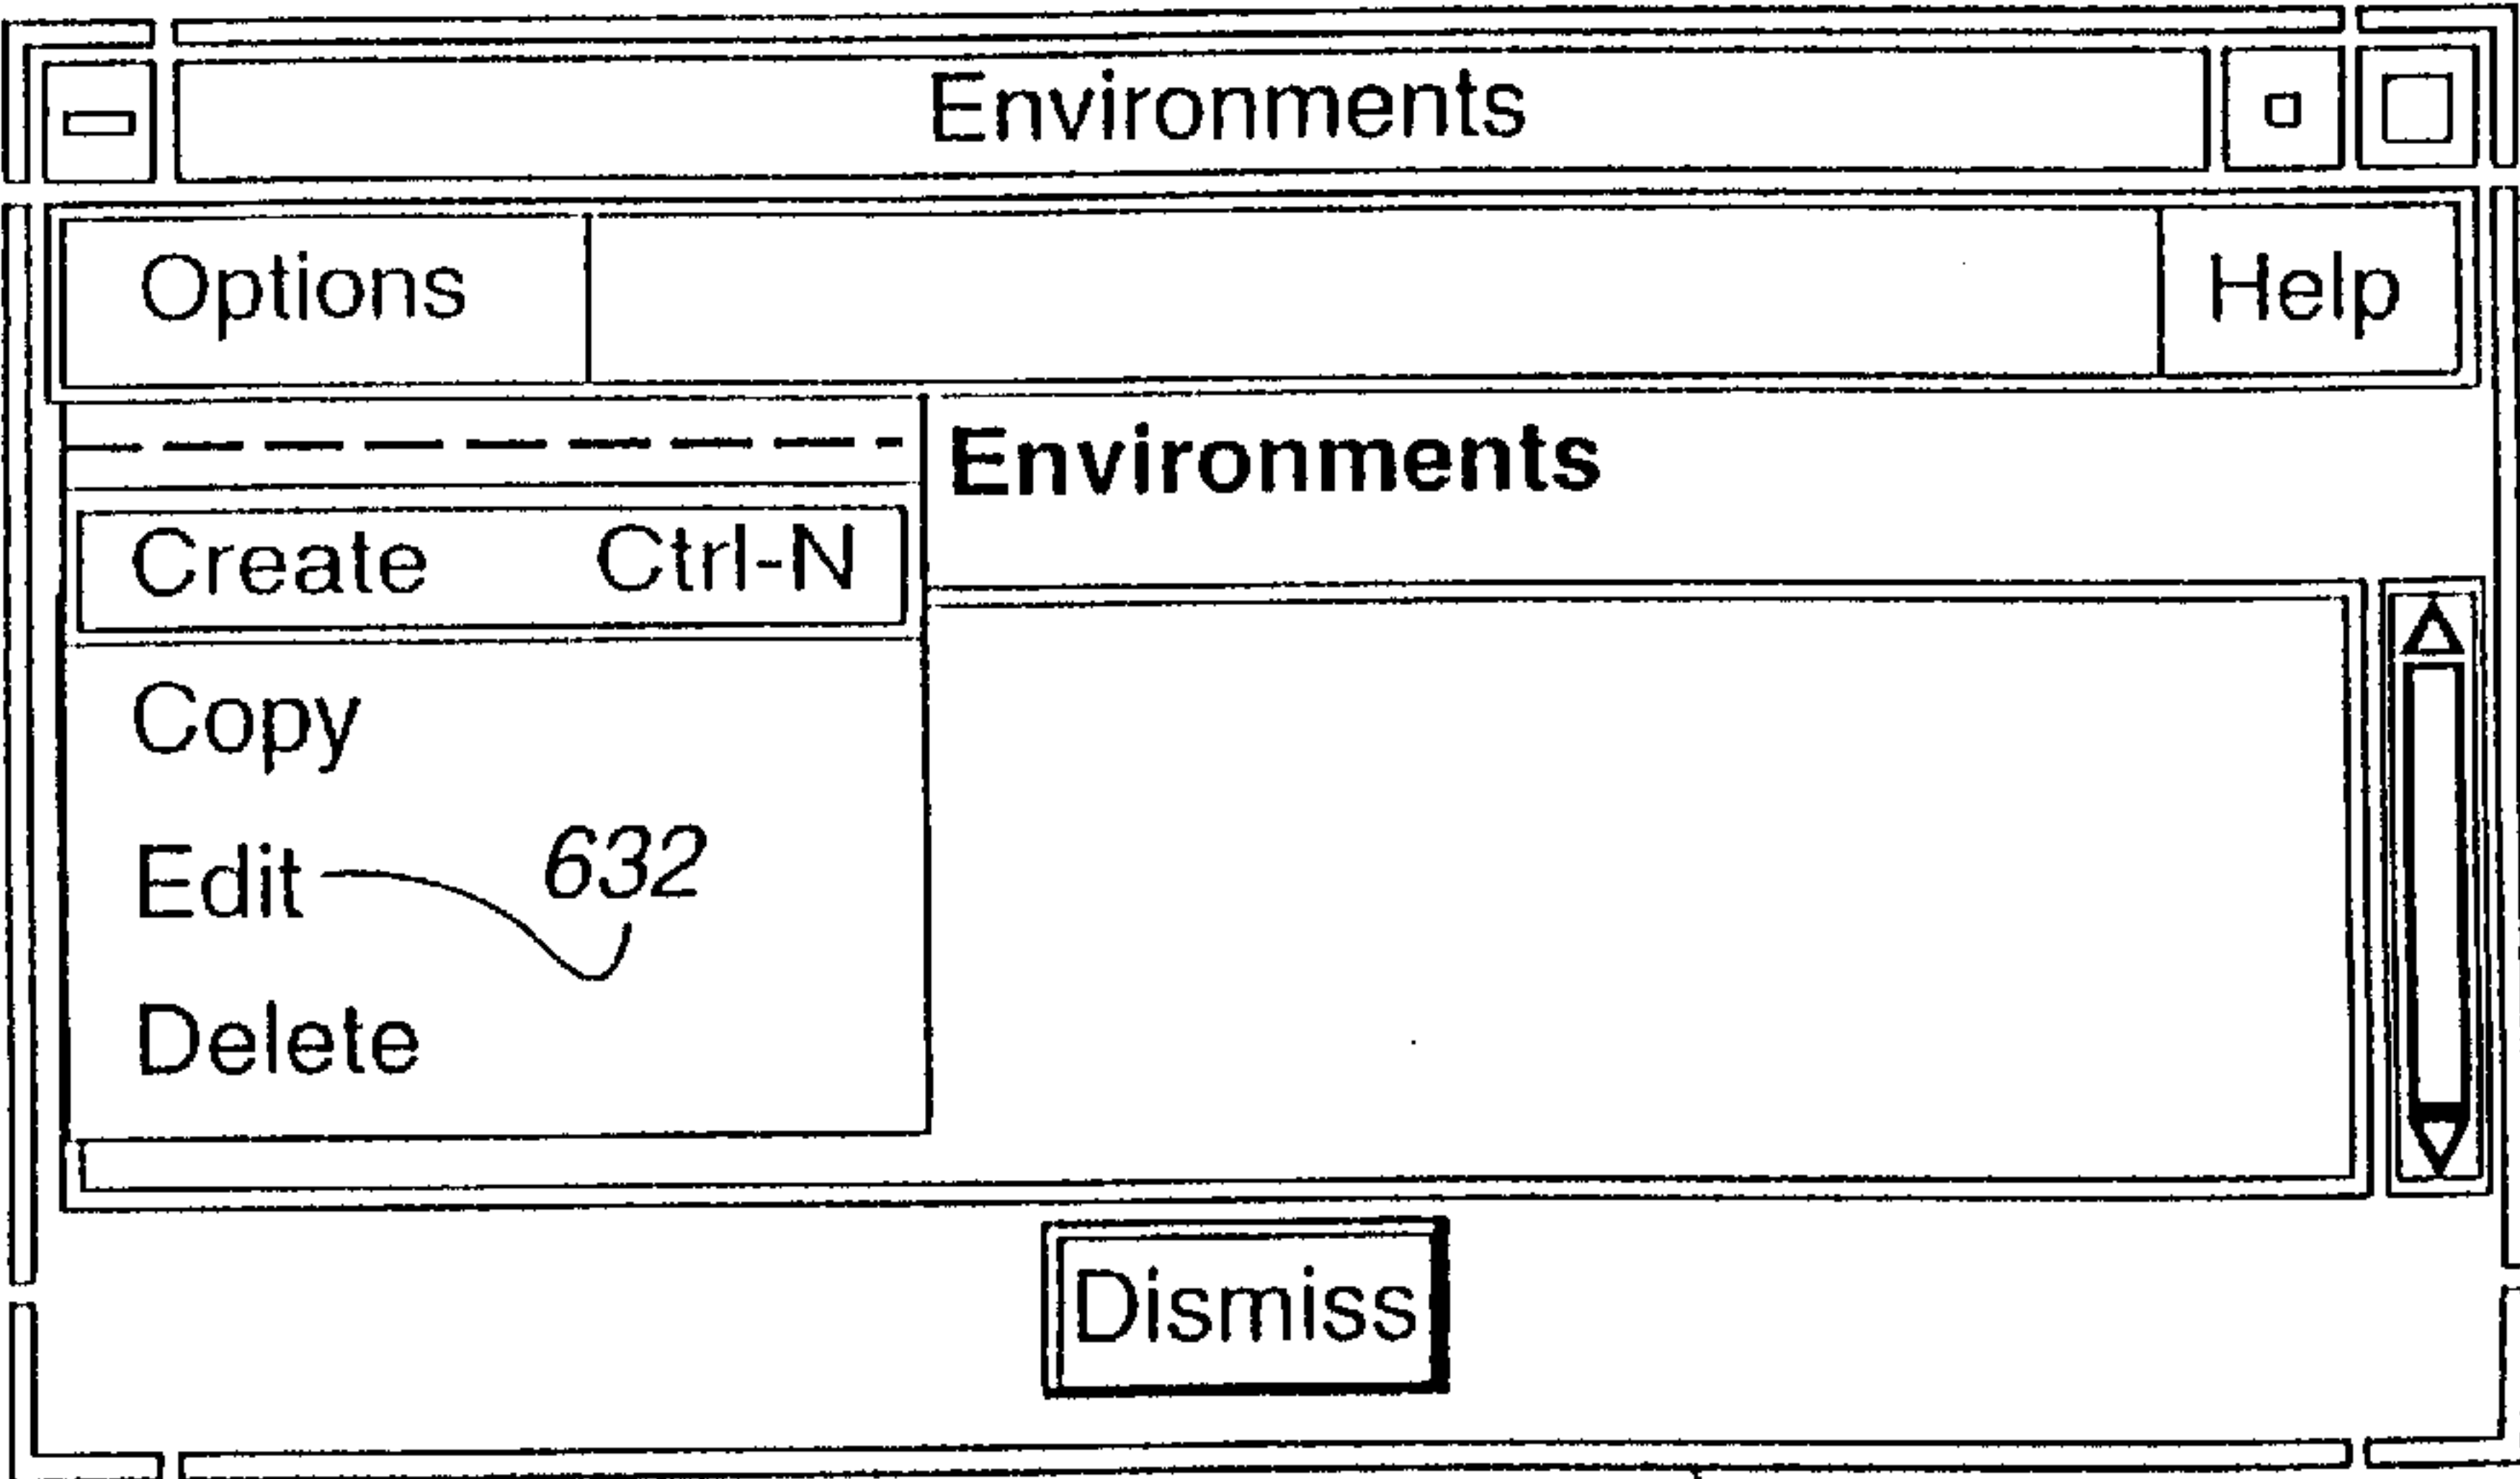 Environments
Options Help
Environments
Create Ctrl-N
Copy
Edit 632
Delete
Dismiss